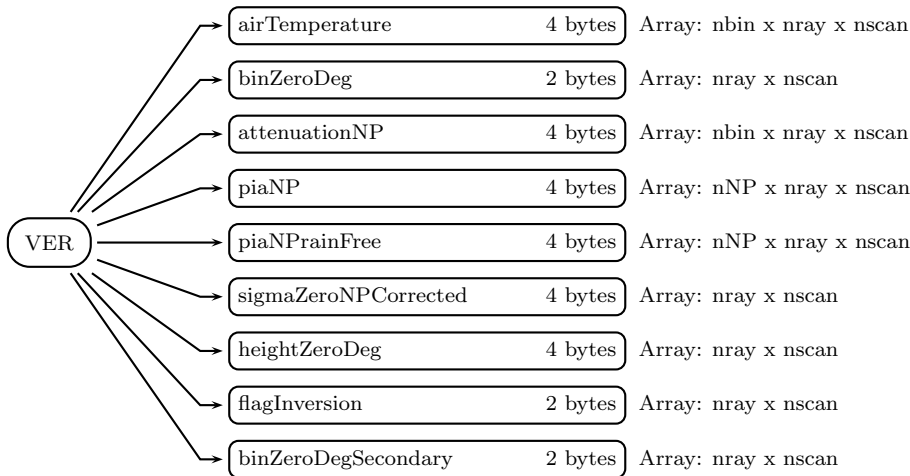 airTemperature 4 bytes Array: nbin x nray x nscan
binZeroDeg 2 bytes Array: nray x nscan
attenuationNP 4 bytes Array: nbin x nray x nscan
piaNP 4 bytes Array: nNP x nray x nscan
VER
piaNPrainFree 4 bytes Array: nNP x nray x nscan
sigmaZeroNPCorrected 4 bytes Array: nray x nscan
heightZeroDeg 4 bytes Array: nray x nscan
flagInversion 2 bytes Array: nray x nscan
binZeroDegSecondary 2 bytes Array: nray x nscan